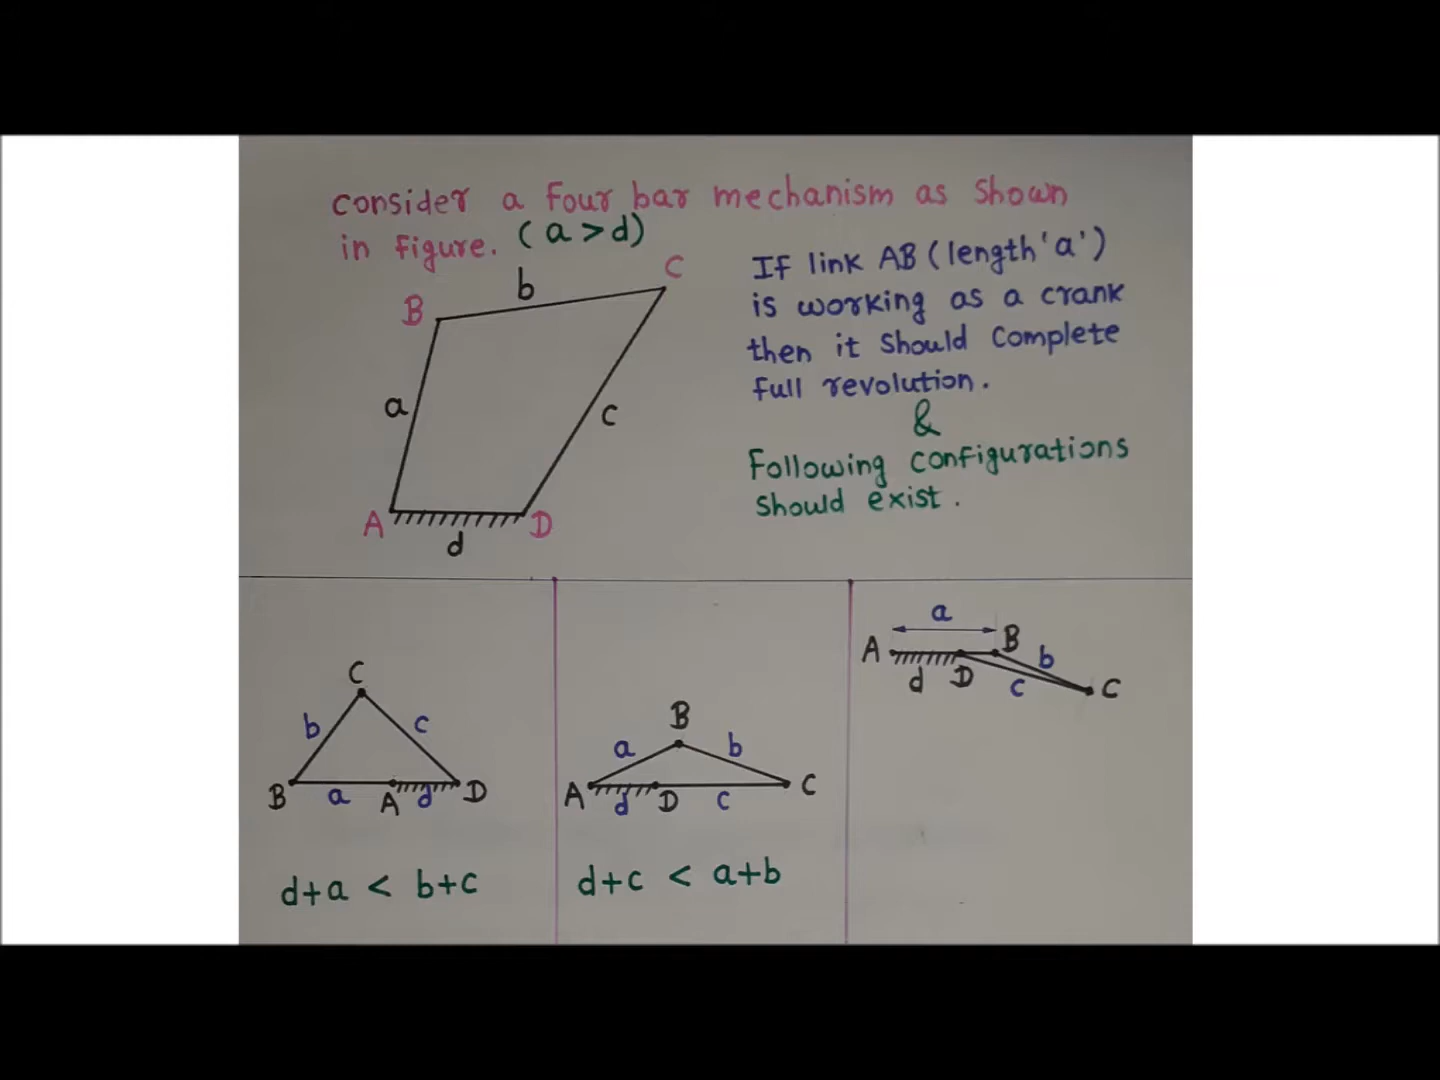 consider a four bar mechanism as shown
in figure. (a > d)
If link AB (length 'a')
is working as a crank
then it should complete
full revolution.
&
Following configurations
should exist.
B
b
C
a
c
A
d
D
C
b
c
B
a
A
d
D
d+a < b+c
B
a
b
A
d
D
c
C
d+c < a+b
a
A
B
b
d
D
c
C